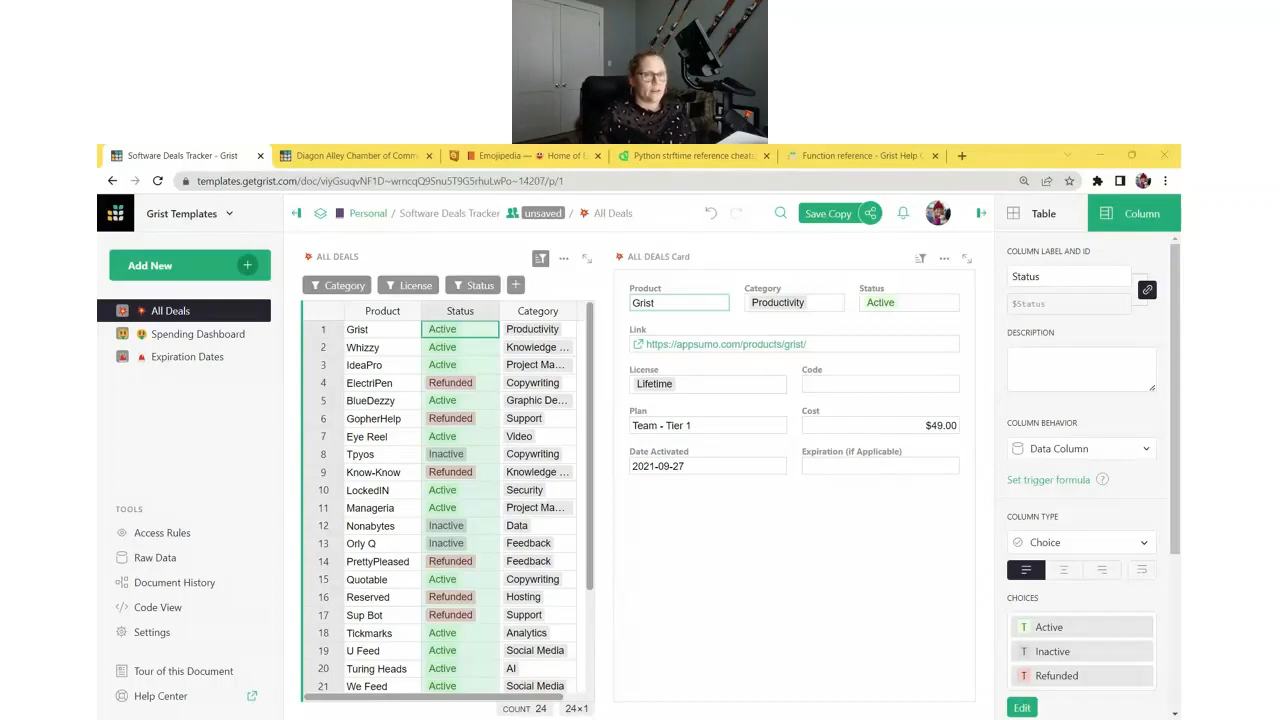 Software Deals Tracker - Grist
Diagon Alley Chamber of Comm
Emojipedia — 😃 Home of E
Python strftime reference cheats
Function reference - Grist Help C
templates.getgrist.com/doc/viyGsuqvNF1D~wrncqQ9Snu5T9G5rhuLwPo~14207/p/1
Grist Templates
Personal / Software Deals Tracker unsaved / All Deals
Save Copy
Table
Column
Add New
All Deals
Spending Dashboard
Expiration Dates
TOOLS
Access Rules
Raw Data
Document History
Code View
Settings
Tour of this Document
Help Center
ALL DEALS
Category License Status
Product Status Category
1 Grist Active Productivity
2 Whizzy Active Knowledge ...
3 IdeaPro Active Project Ma...
4 ElectriPen Refunded Copywriting
5 BlueDezzy Active Graphic De...
6 GopherHelp Refunded Support
7 Eye Reel Active Video
8 Tpyos Inactive Copywriting
9 Know-Know Refunded Knowledge ...
10 LockedIN Active Security
11 Manageria Active Project Ma...
12 Nonabytes Inactive Data
13 Orly Q Inactive Feedback
14 PrettyPleased Refunded Feedback
15 Quotable Active Copywriting
16 Reserved Refunded Hosting
17 Sup Bot Refunded Support
18 Tickmarks Active Analytics
19 U Feed Active Social Media
20 Turing Heads Active AI
21 We Feed Active Social Media
COUNT 24 24×1
ALL DEALS Card
Product Category Status
Grist Productivity Active
Link
https://appsumo.com/products/grist/
License Code
Lifetime
Plan Cost
Team - Tier 1 $49.00
Date Activated Expiration (if Applicable)
2021-09-27
COLUMN LABEL AND ID
Status
$Status
DESCRIPTION
COLUMN BEHAVIOR
Data Column
Set trigger formula ?
COLUMN TYPE
Choice
CHOICES
T Active
T Inactive
T Refunded
Edit